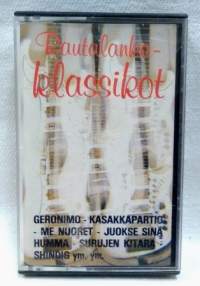 Rautalanka-
klassikot
GERONIMO - KASAKKAPARTIO
- ME NUORET - JUOKSE SINÄ
HUMMA - SURUJEN KITARA -
SHINDIG ym. ym.